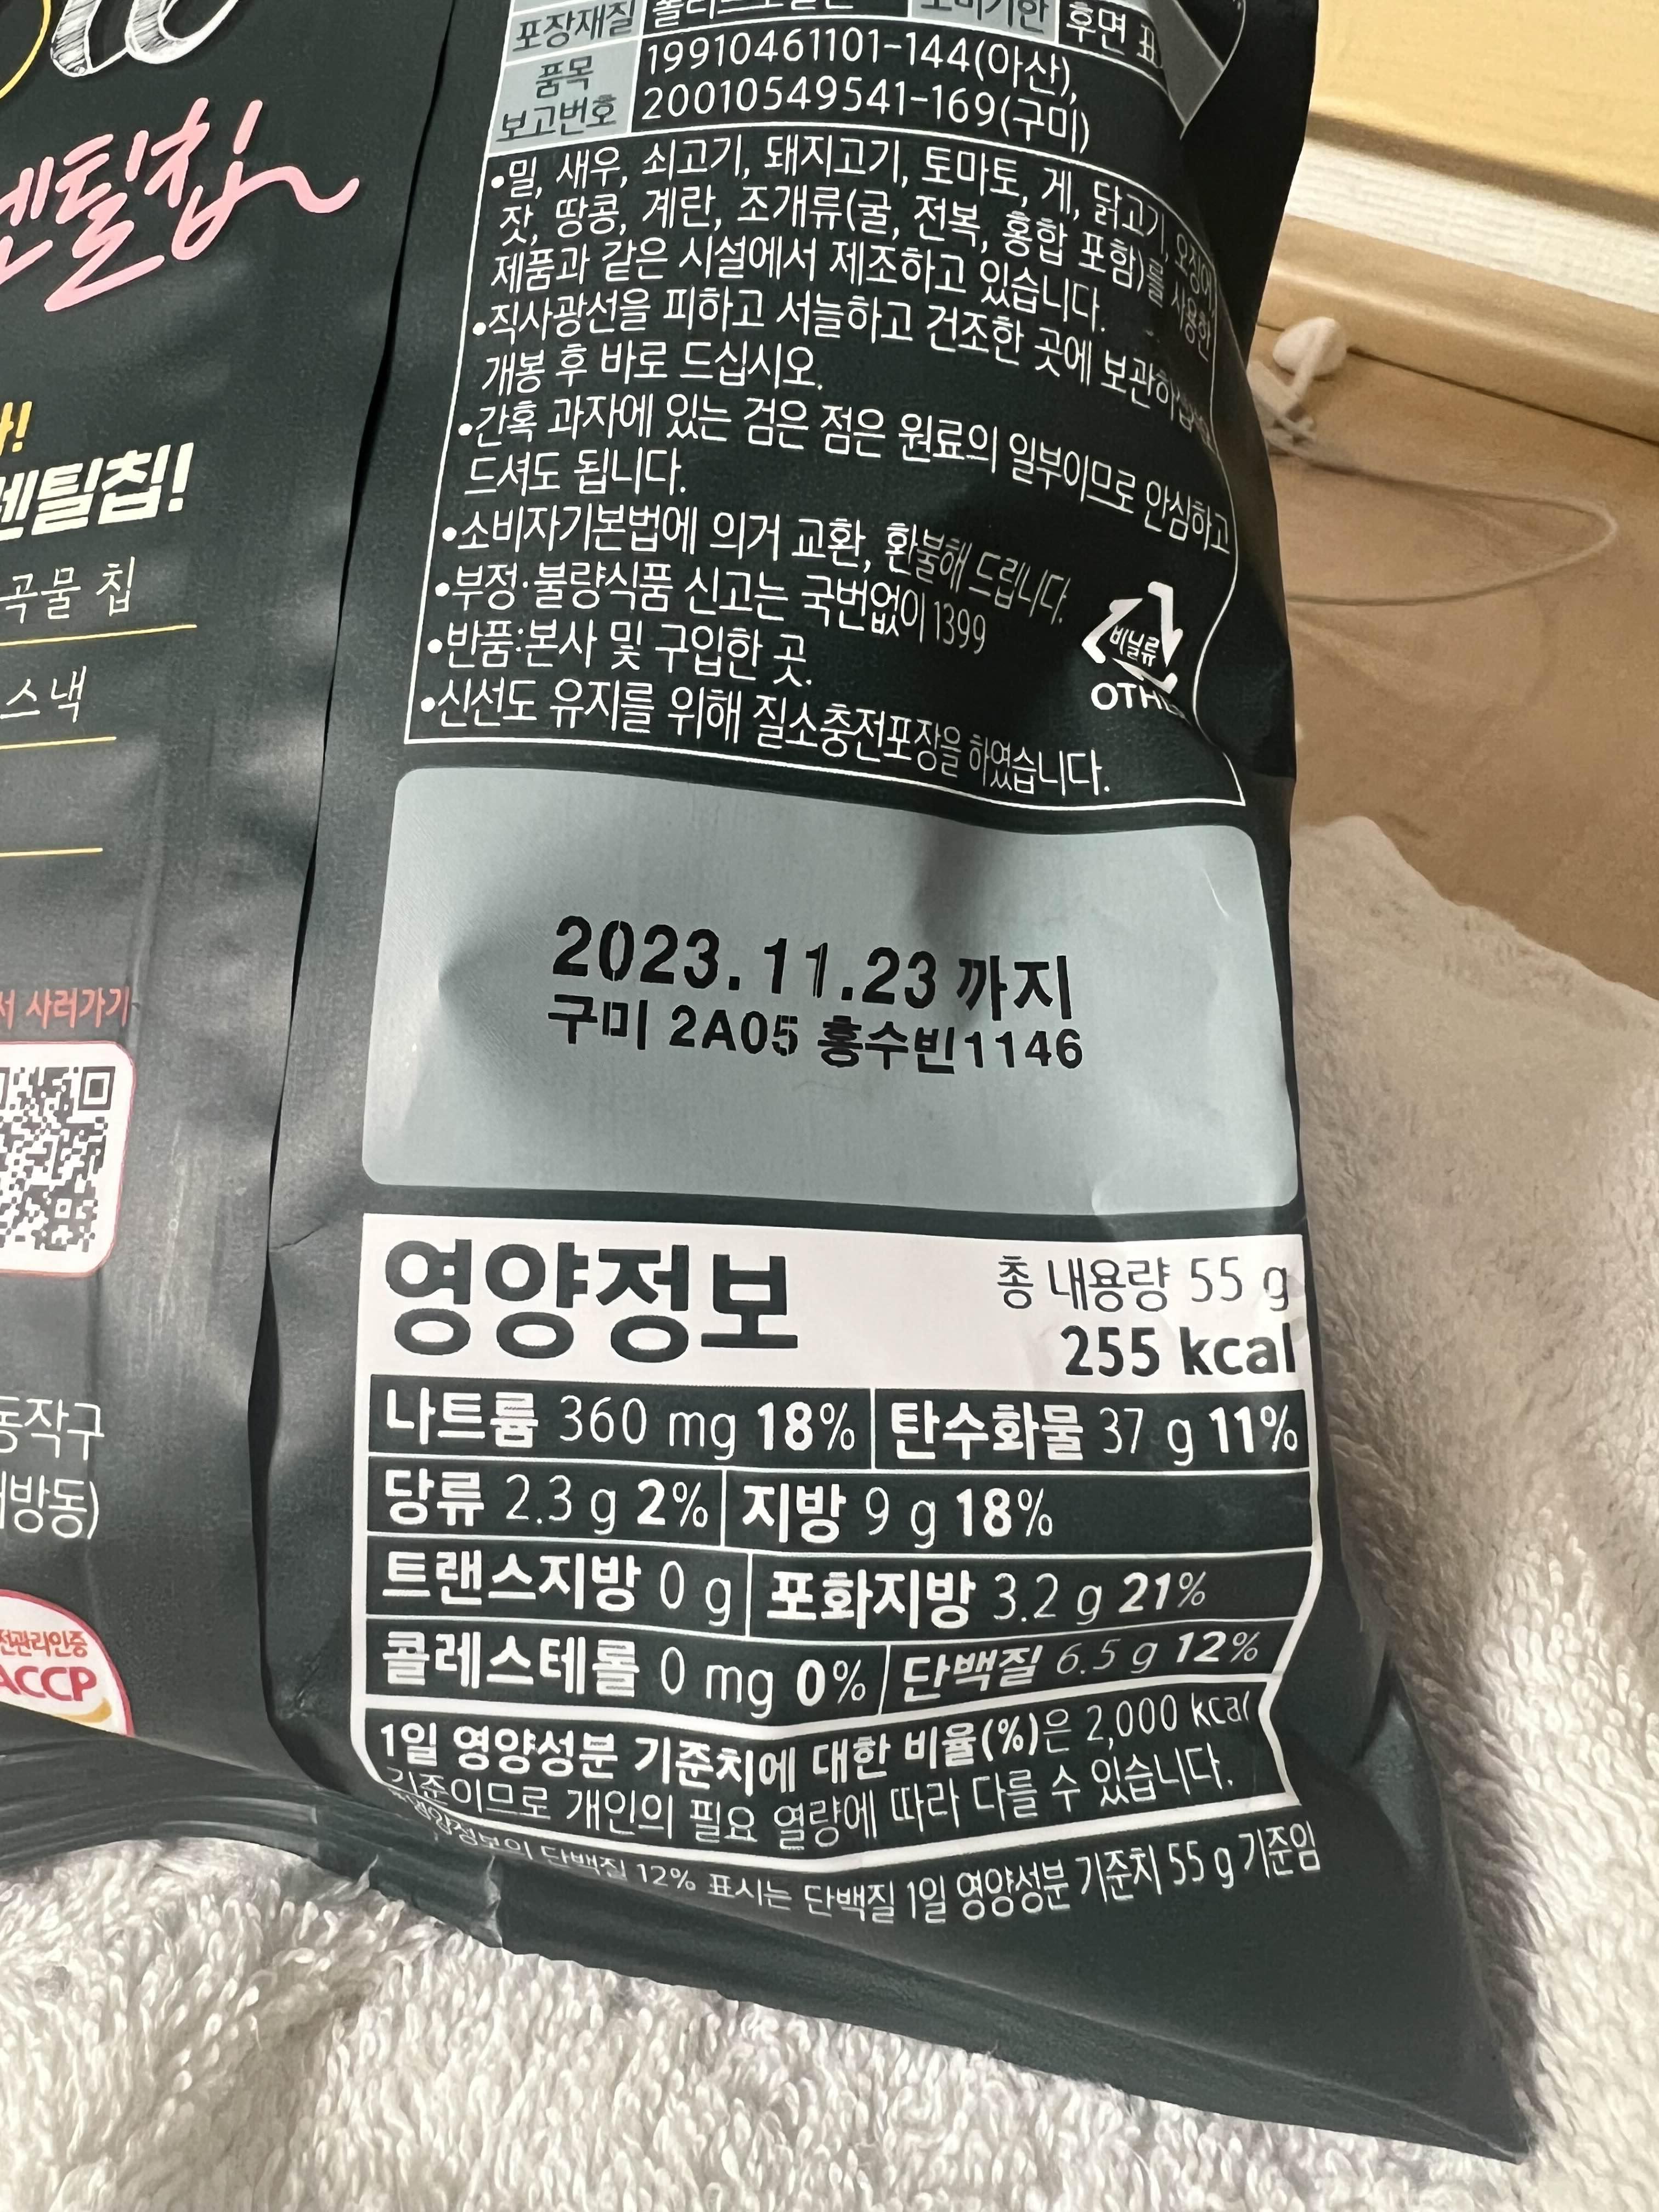 렌틸칩
렌틸칩!
곡물 칩
스낵
사러가기
동작구
ACCP
포장재질
후면
품목
보고번호
19910461101-144(아산),
20010549541-169(구미)
•밀, 새우, 쇠고기, 돼지고기, 토마토, 게, 닭고기, 오징어,
잣, 땅콩, 계란, 조개류(굴, 전복, 홍합 포함)를 사용한
제품과 같은 시설에서 제조하고 있습니다.
•직사광선을 피하고 서늘하고 건조한 곳에
개봉 후 바로 드십시오.
•간혹 과자에 있는 검은 점은 원료의 일부이므로 안심하고
드셔도 됩니다.
•소비자기본법에 의거 교환, 환불해 드립니다.
•부정·불량식품 신고는 국번없이 1399
•반품:본사 및 구입한 곳.
•신선도 유지를 위해 질소충전포장을 하였습니다.
비닐류
2023.11.23 까지
구미 2A05 홍수빈1146
영양정보 총 내용량 55 g
255 kcal
나트륨 360 mg 18% 탄수화물 37 g 11%
당류 2.3 g 2% 지방 9 g 18%
트랜스지방 0 g 포화지방 3.2 g 21%
콜레스테롤 0 mg 0% 단백질 6.5 g 12%
1일 영양성분 기준치에 대한 비율(%)은 2,000 kcal
기준이므로 개인의 필요 열량에 따라 다를 수 있습니다.
영양정보의 단백질 12% 표시는 단백질 1일 영양성분 기준치 55 g 기준임